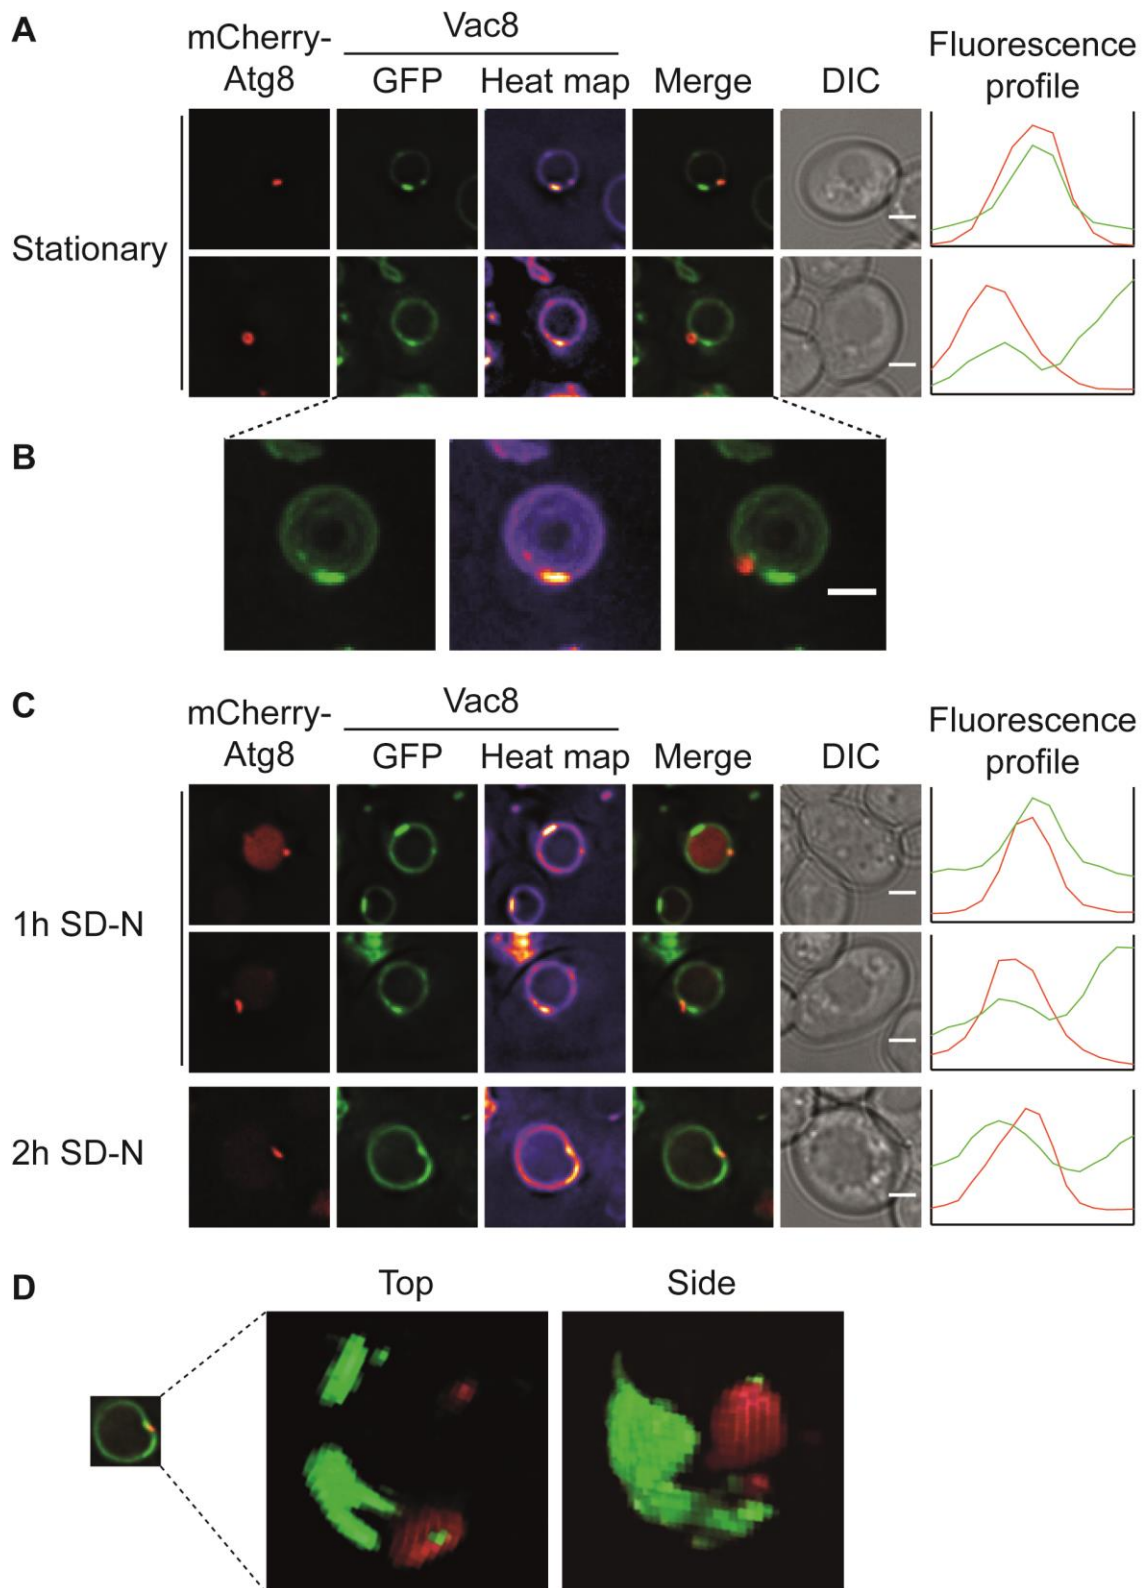 A
mCherry-
Atg8
Vac8
GFP
Heat map
Merge
DIC
Fluorescence
profile
Stationary
B
C
mCherry-
Atg8
Vac8
GFP
Heat map
Merge
DIC
Fluorescence
profile
1h SD-N
2h SD-N
D
Top
Side